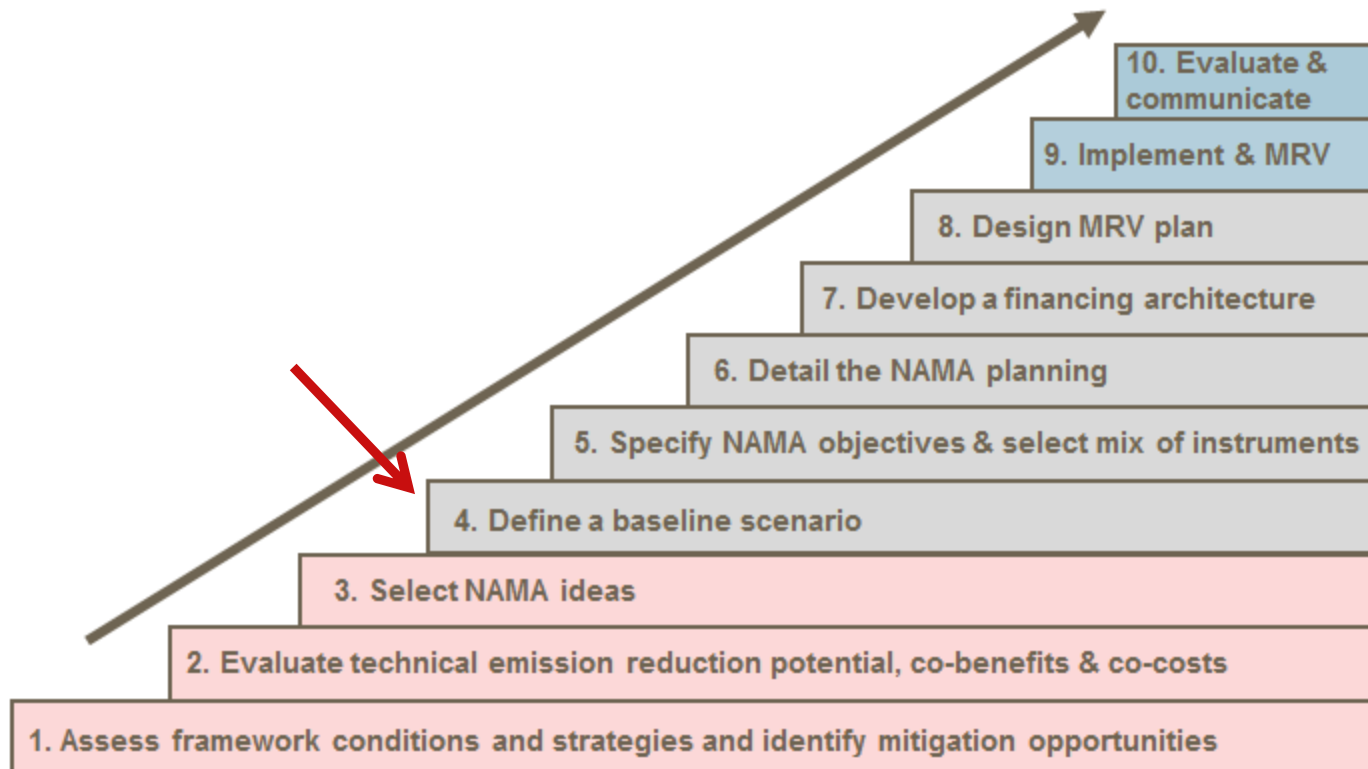 10. Evaluate &
communicate
9. Implement & MRV
8. Design MRV plan
7. Develop a financing architecture
6. Detail the NAMA planning
5. Specify NAMA objectives & select mix of instruments
4. Define a baseline scenario
3. Select NAMA ideas
2. Evaluate technical emission reduction potential, co-benefits & co-costs
1. Assess framework conditions and strategies and identify mitigation opportunities